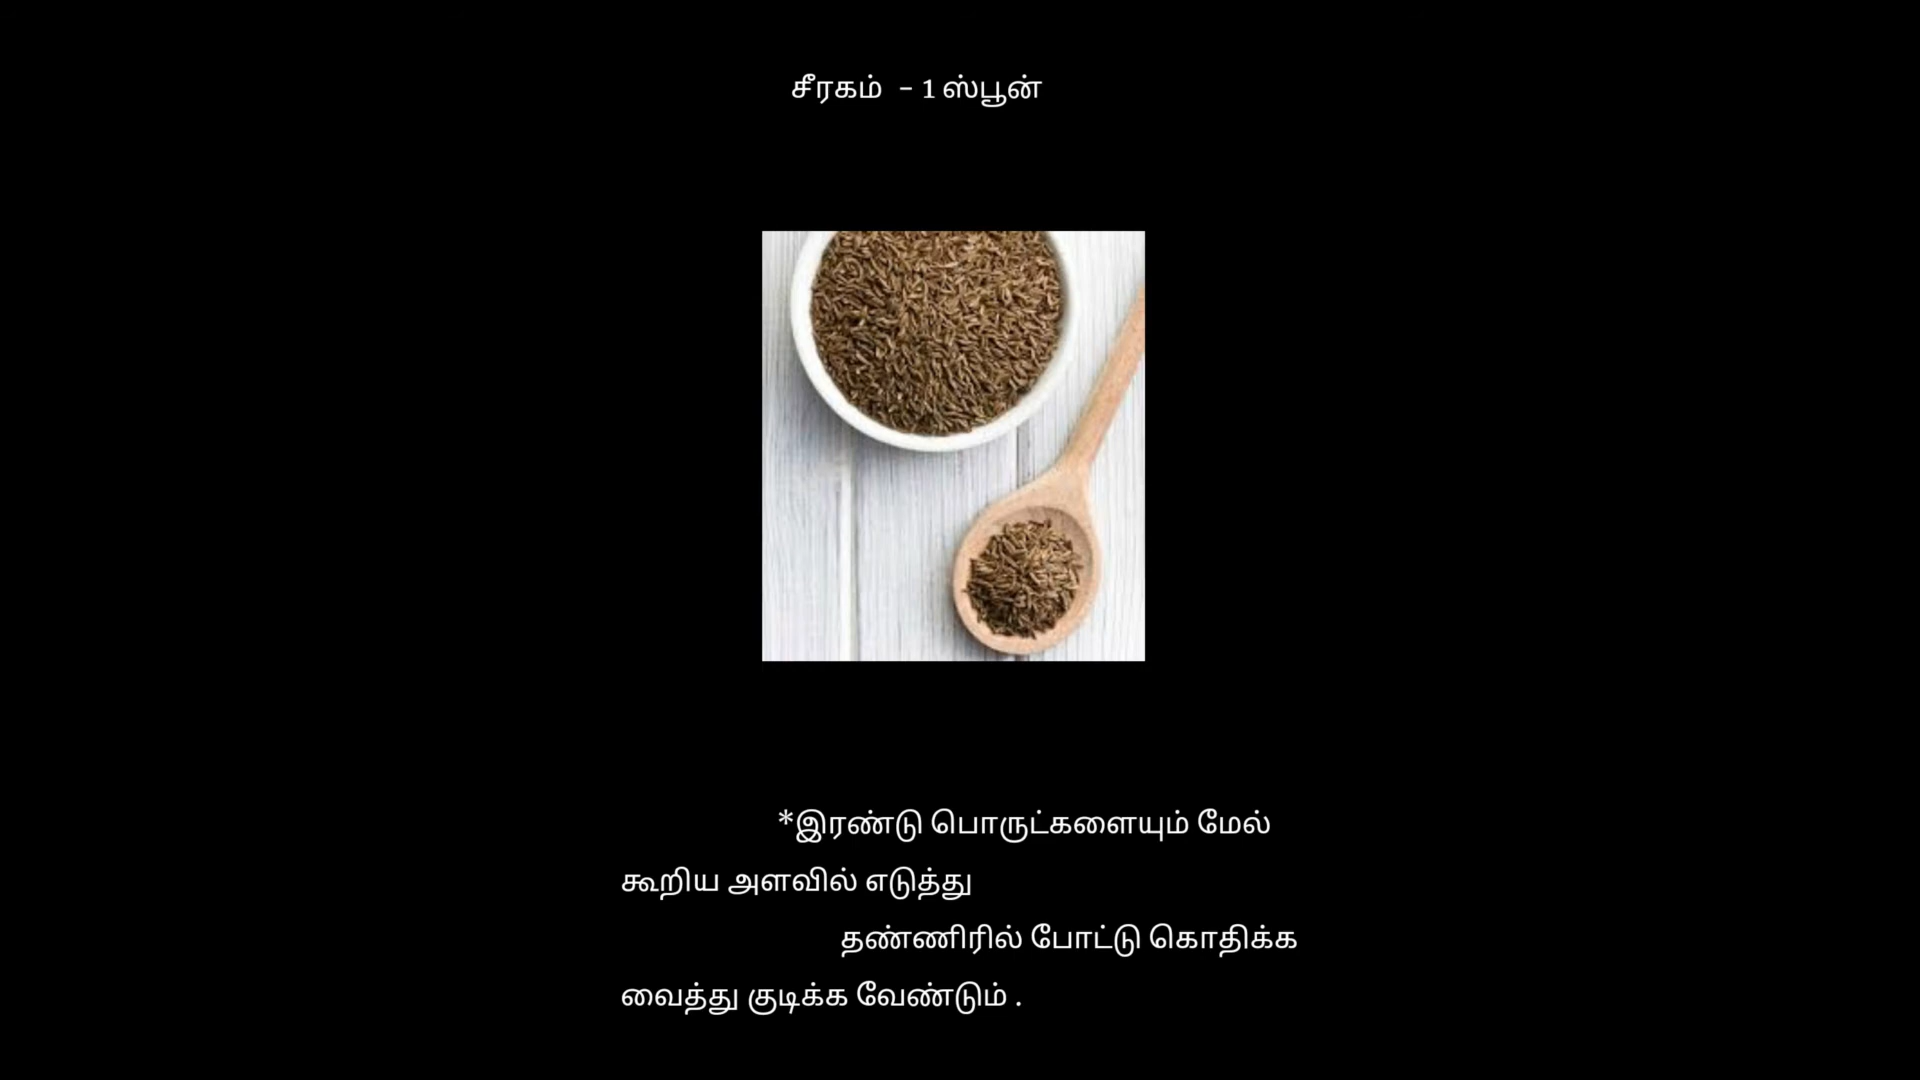 சீரகம் - 1 ஸ்பூன்
*இரண்டு பொருட்களையும் மேல்
கூறிய அளவில் எடுத்து
தண்ணிரில் போட்டு கொதிக்க
வைத்து குடிக்க வேண்டும் .